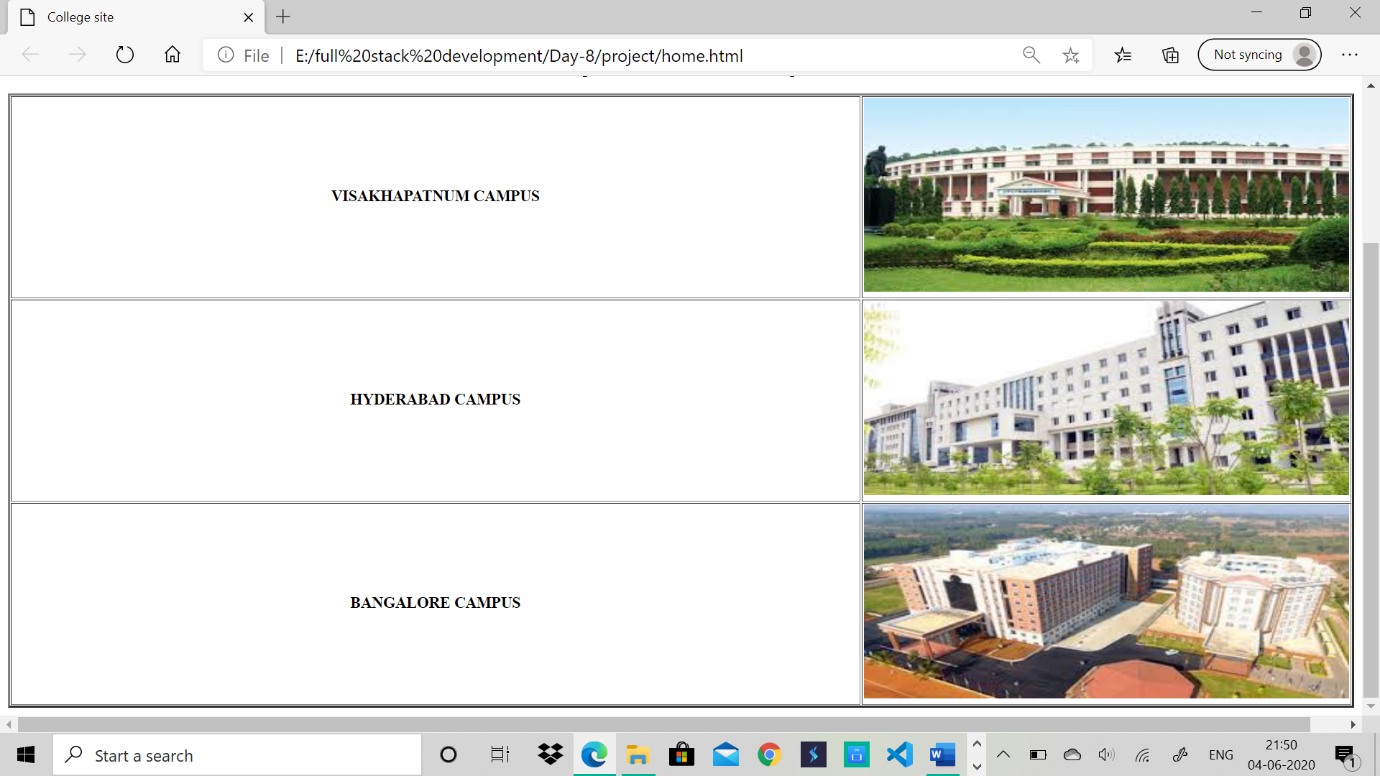 College site
File
E:/full%20stack%20development/Day-8/project/home.html
Not syncing
VISAKHAPATNUM CAMPUS
HYDERABAD CAMPUS
BANGALORE CAMPUS
Start a search
ENG
21:50
04-06-2020
1